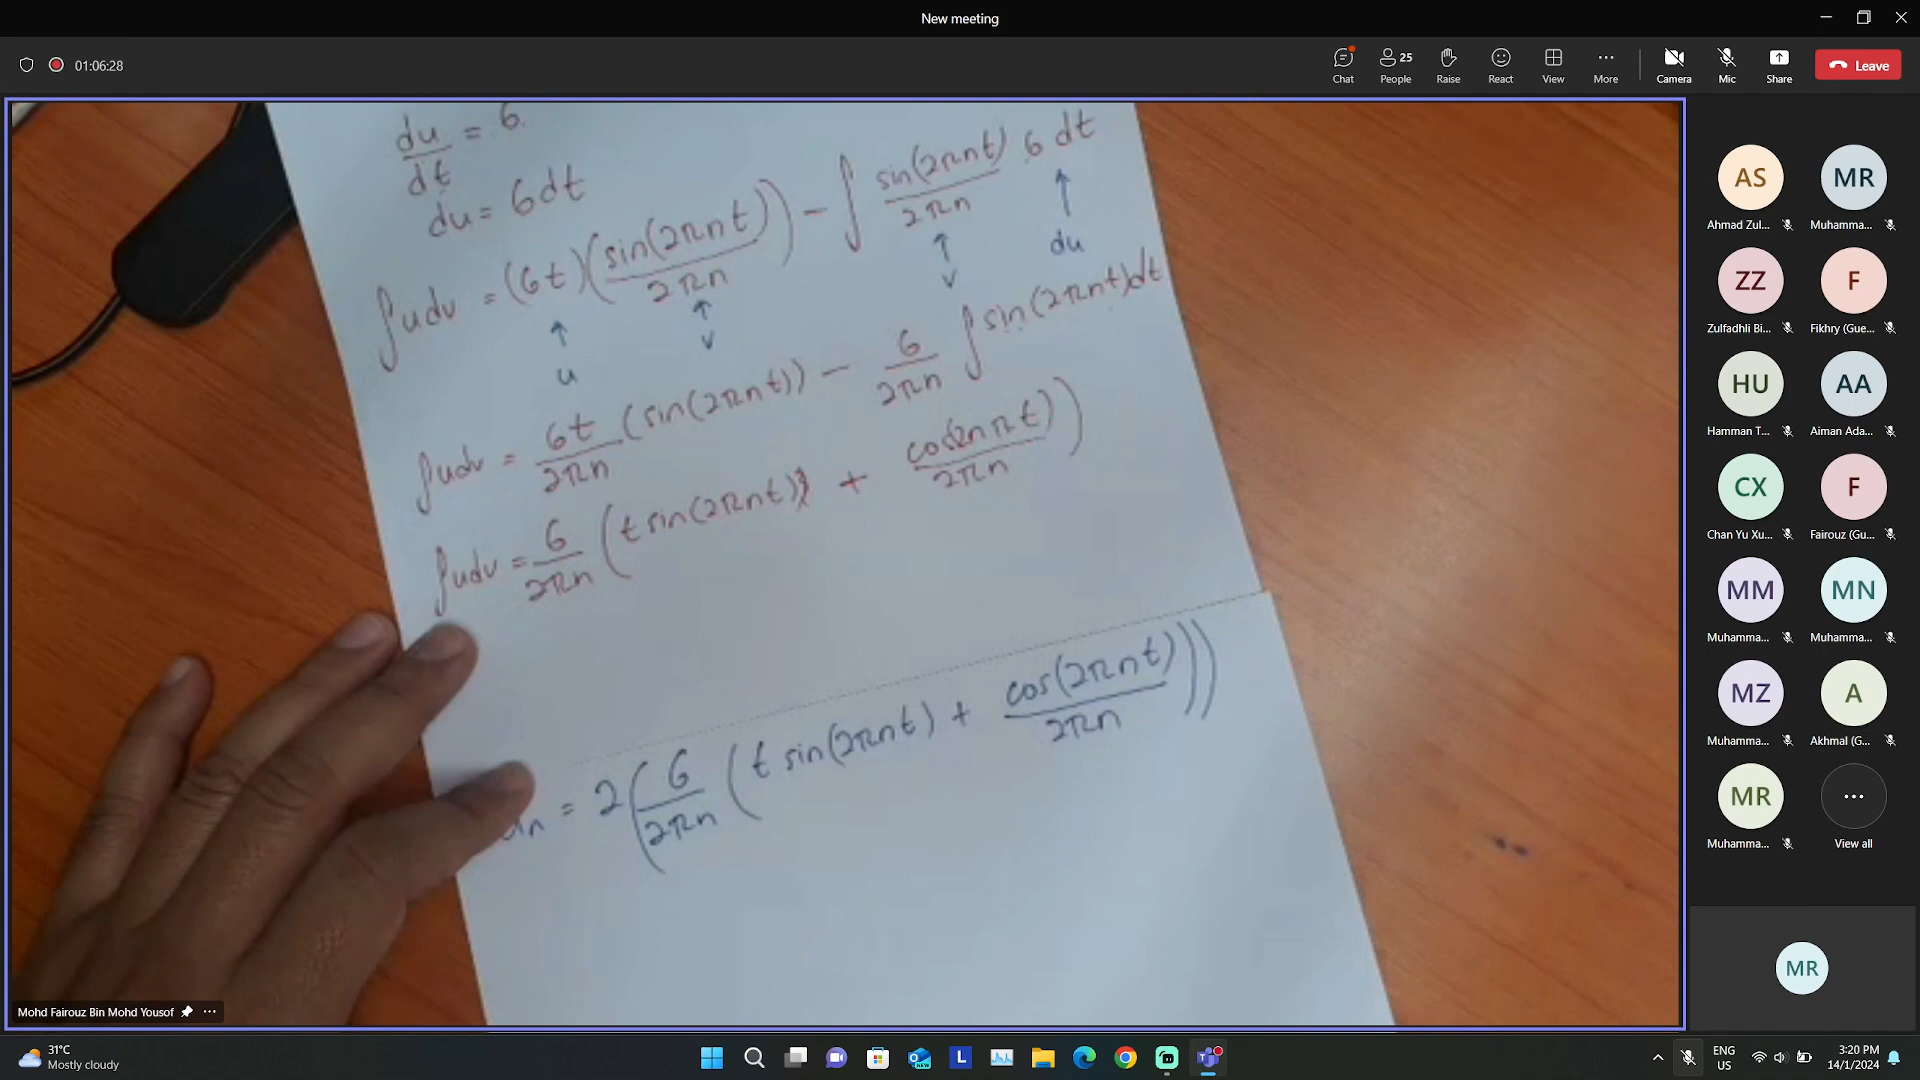 New meeting
01:06:28
Chat
25
People
Raise
React
View
More
Camera
Mic
Share
Leave
du/dt = 6
du = 6dt
∫udv = (6t)(sin(2πnt)/2πn) - ∫ sin(2πnt)/2πn 6 dt
↑ u ↑ v ↑ v ↑ du
∫udv = 6t/2πn (sin(2πnt)) - 6/2πn ∫ sin(2πnt)dt
∫udv = 6/2πn (t sin(2πnt) + cos(2nπt)/2πn)
n = 2(6/2πn (t sin(2πnt) + cos(2πnt)/2πn))
Mohd Fairouz Bin Mohd Yousof
AS
Ahmad Zul...
MR
Muhamma...
ZZ
Zulfadhli Bi...
F
Fikhry (Gue...
HU
Hamman T...
AA
Aiman Ada...
CX
Chan Yu Xu...
F
Fairouz (Gu...
MM
Muhamma...
MN
Muhamma...
MZ
Muhamma...
A
Akhmal (G...
MR
Muhamma...
View all
MR
31°C
Mostly cloudy
NEW
L
ENG
US
3:20 PM
14/1/2024